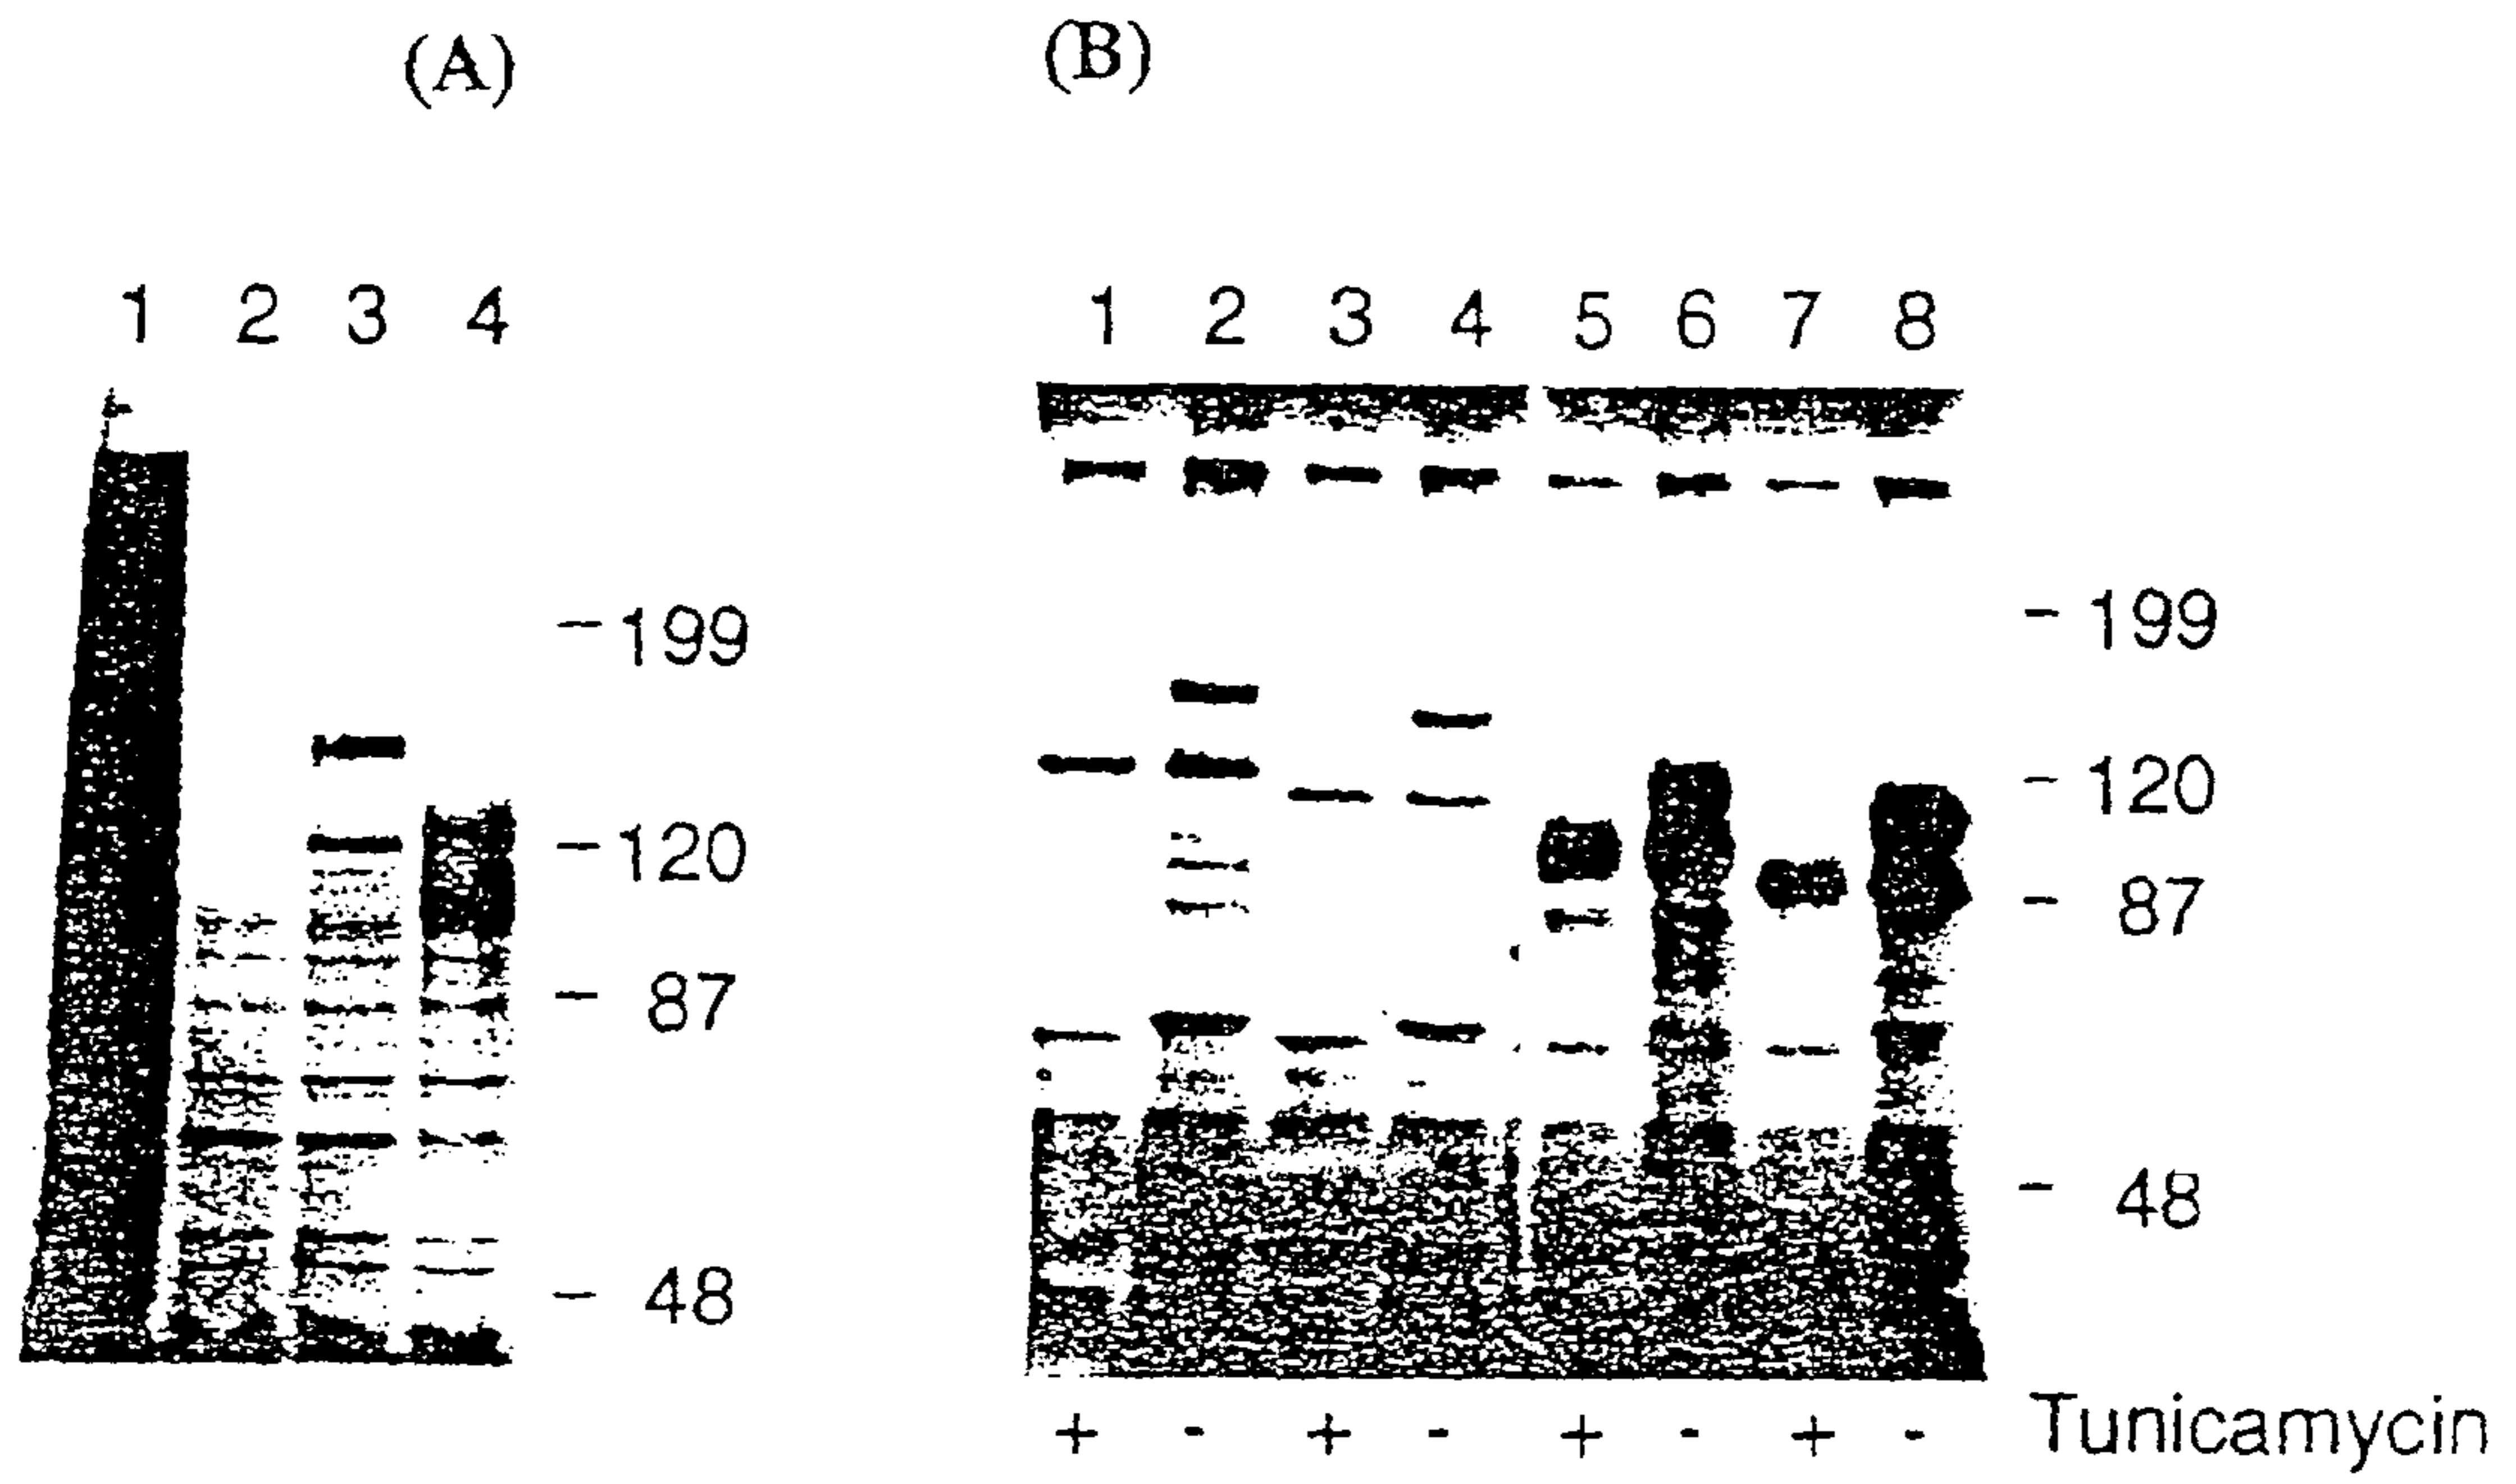 (A) (B)
1 2 3 4 1 2 3 4 5 6 7 8
-199 -199
-120 -120
- 87 - 87
- 48 - 48
+ - + - + - + - Tunicamycin